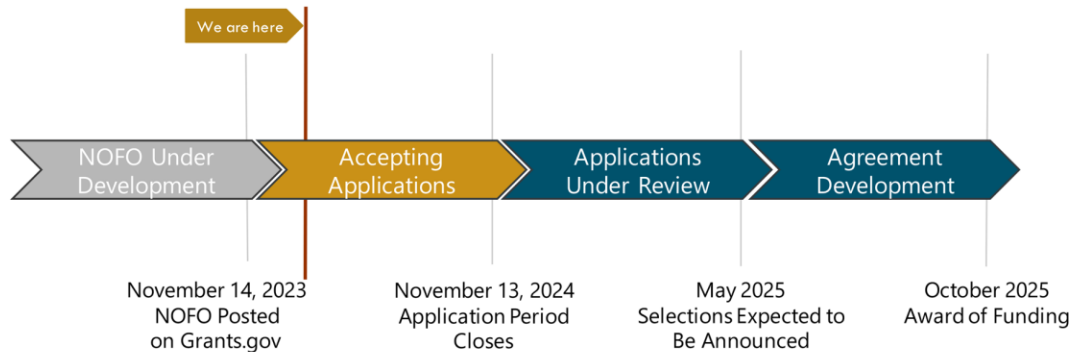 We are here
NOFO Under
Development
Accepting
Applications
Applications
Under Review
Agreement
Development
November 14, 2023
NOFO Posted
on Grants.gov
November 13, 2024
Application Period
Closes
May 2025
Selections Expected to
Be Announced
October 2025
Award of Funding